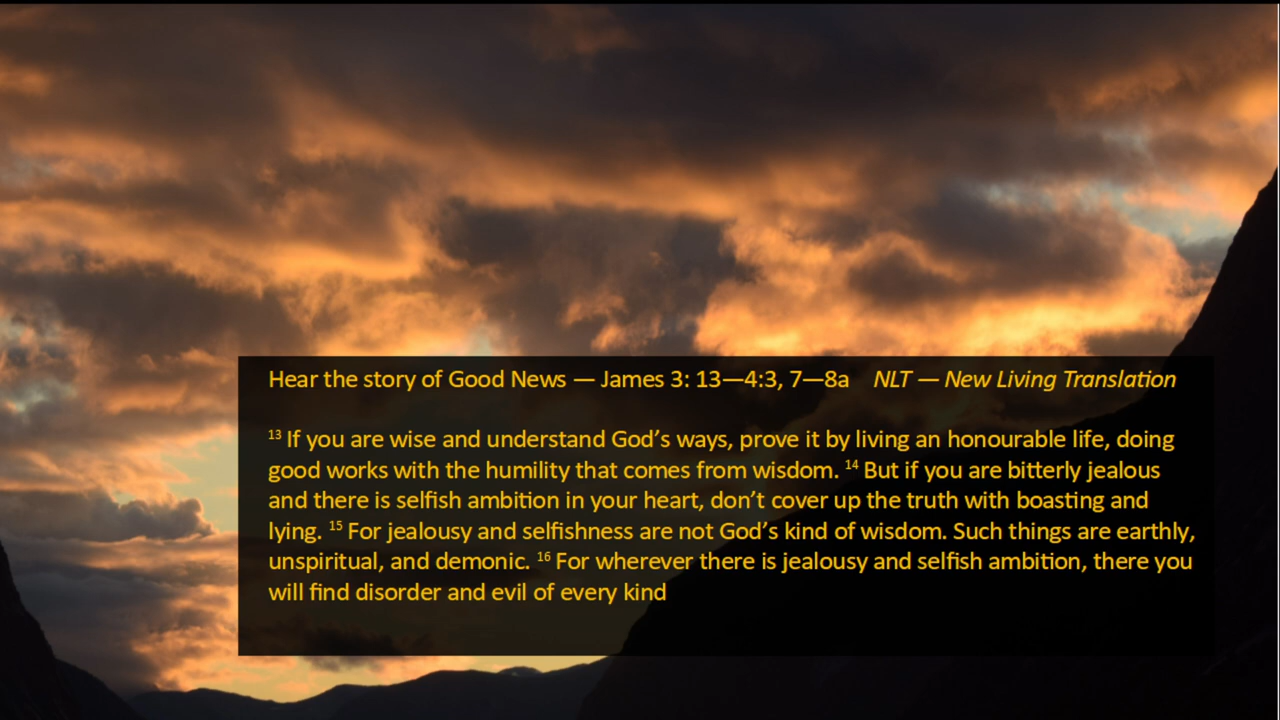 Hear the story of Good News — James 3: 13—4:3, 7—8a    NLT — New Living Translation
¹³ If you are wise and understand God’s ways, prove it by living an honourable life, doing
good works with the humility that comes from wisdom. ¹⁴ But if you are bitterly jealous
and there is selfish ambition in your heart, don’t cover up the truth with boasting and
lying. ¹⁵ For jealousy and selfishness are not God’s kind of wisdom. Such things are earthly,
unspiritual, and demonic. ¹⁶ For wherever there is jealousy and selfish ambition, there you
will find disorder and evil of every kind